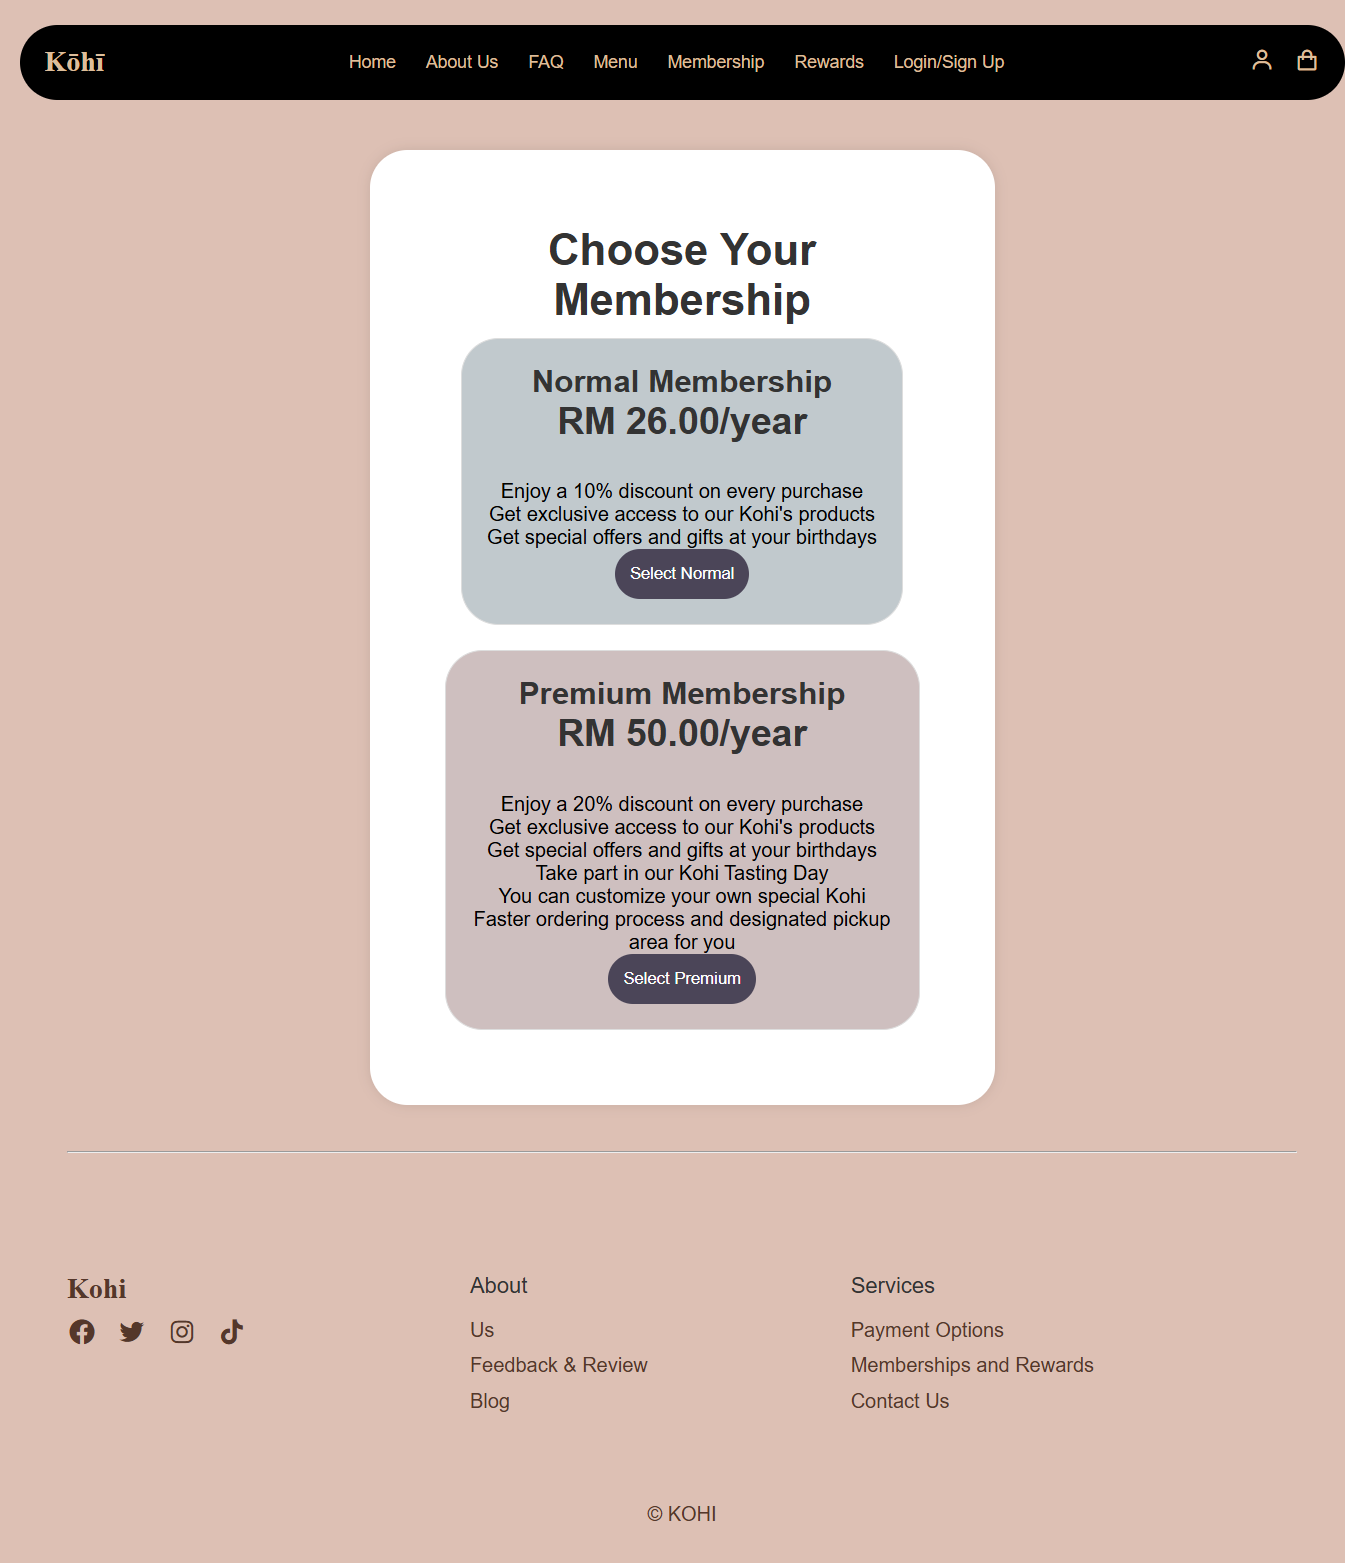 Kōhī
Home About Us FAQ Menu Membership Rewards Login/Sign Up
Choose Your
Membership
Normal Membership
RM 26.00/year
Enjoy a 10% discount on every purchase
Get exclusive access to our Kohi's products
Get special offers and gifts at your birthdays
Select Normal
Premium Membership
RM 50.00/year
Enjoy a 20% discount on every purchase
Get exclusive access to our Kohi's products
Get special offers and gifts at your birthdays
Take part in our Kohi Tasting Day
You can customize your own special Kohi
Faster ordering process and designated pickup
area for you
Select Premium
Kohi
About
Us
Feedback & Review
Blog
Services
Payment Options
Memberships and Rewards
Contact Us
© KOHI